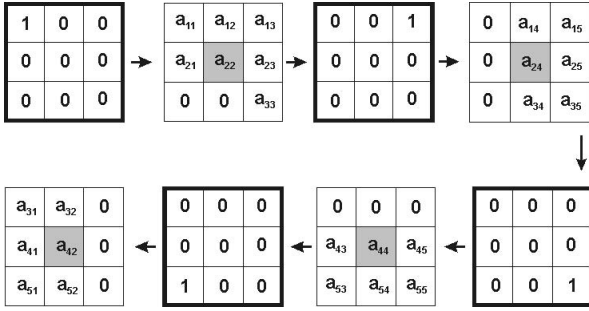 1 0 0 a₁₁ a₁₂ a₁₃ 0 0 1 0 a₁₄ a₁₅
0 0 0 a₂₁ a₂₂ a₂₃ 0 0 0 0 a₂₄ a₂₅
0 0 0 0 0 a₃₃ 0 0 0 0 a₃₄ a₃₅
a₃₁ a₃₂ 0 0 0 0 0 0 0 0 0 0
a₄₁ a₄₂ 0 0 0 0 a₄₃ a₄₄ a₄₅ 0 0 0
a₅₁ a₅₂ 0 1 0 0 a₅₃ a₅₄ a₅₅ 0 0 1